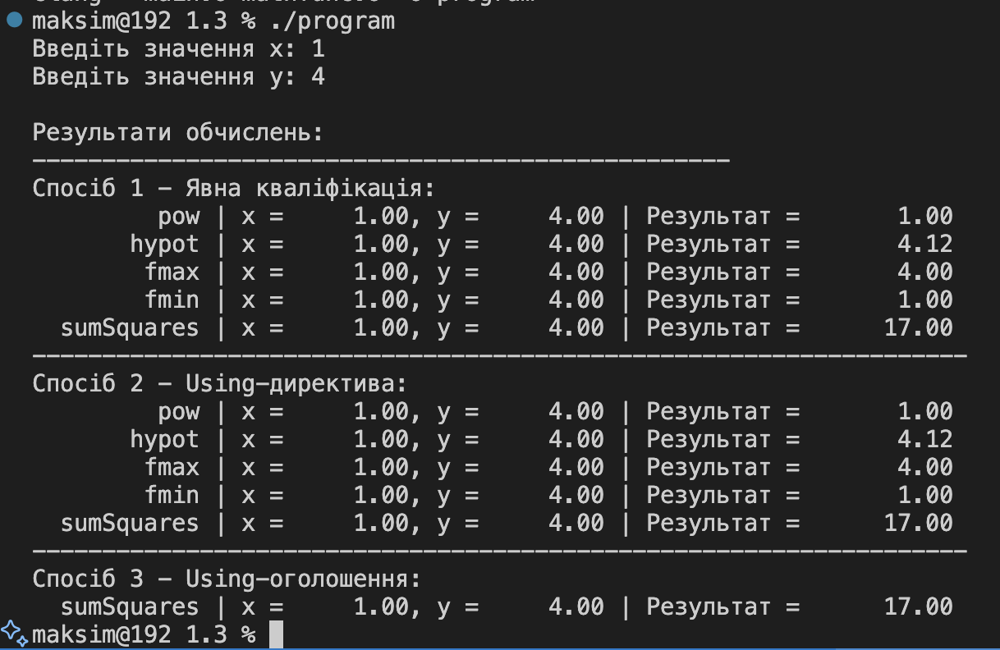 maksim@192 1.3 % ./program
Введіть значення x: 1
Введіть значення y: 4
Результати обчислень:
--------------------------------------------------
Спосіб 1 - Явна кваліфікація:
pow | x =     1.00, y =     4.00 | Результат =       1.00
hypot | x =     1.00, y =     4.00 | Результат =       4.12
fmax | x =     1.00, y =     4.00 | Результат =       4.00
fmin | x =     1.00, y =     4.00 | Результат =       1.00
sumSquares | x =     1.00, y =     4.00 | Результат =      17.00
-------------------------------------------------------------------
Спосіб 2 - Using-директива:
pow | x =     1.00, y =     4.00 | Результат =       1.00
hypot | x =     1.00, y =     4.00 | Результат =       4.12
fmax | x =     1.00, y =     4.00 | Результат =       4.00
fmin | x =     1.00, y =     4.00 | Результат =       1.00
sumSquares | x =     1.00, y =     4.00 | Результат =      17.00
-------------------------------------------------------------------
Спосіб 3 - Using-оголошення:
sumSquares | x =     1.00, y =     4.00 | Результат =      17.00
maksim@192 1.3 %